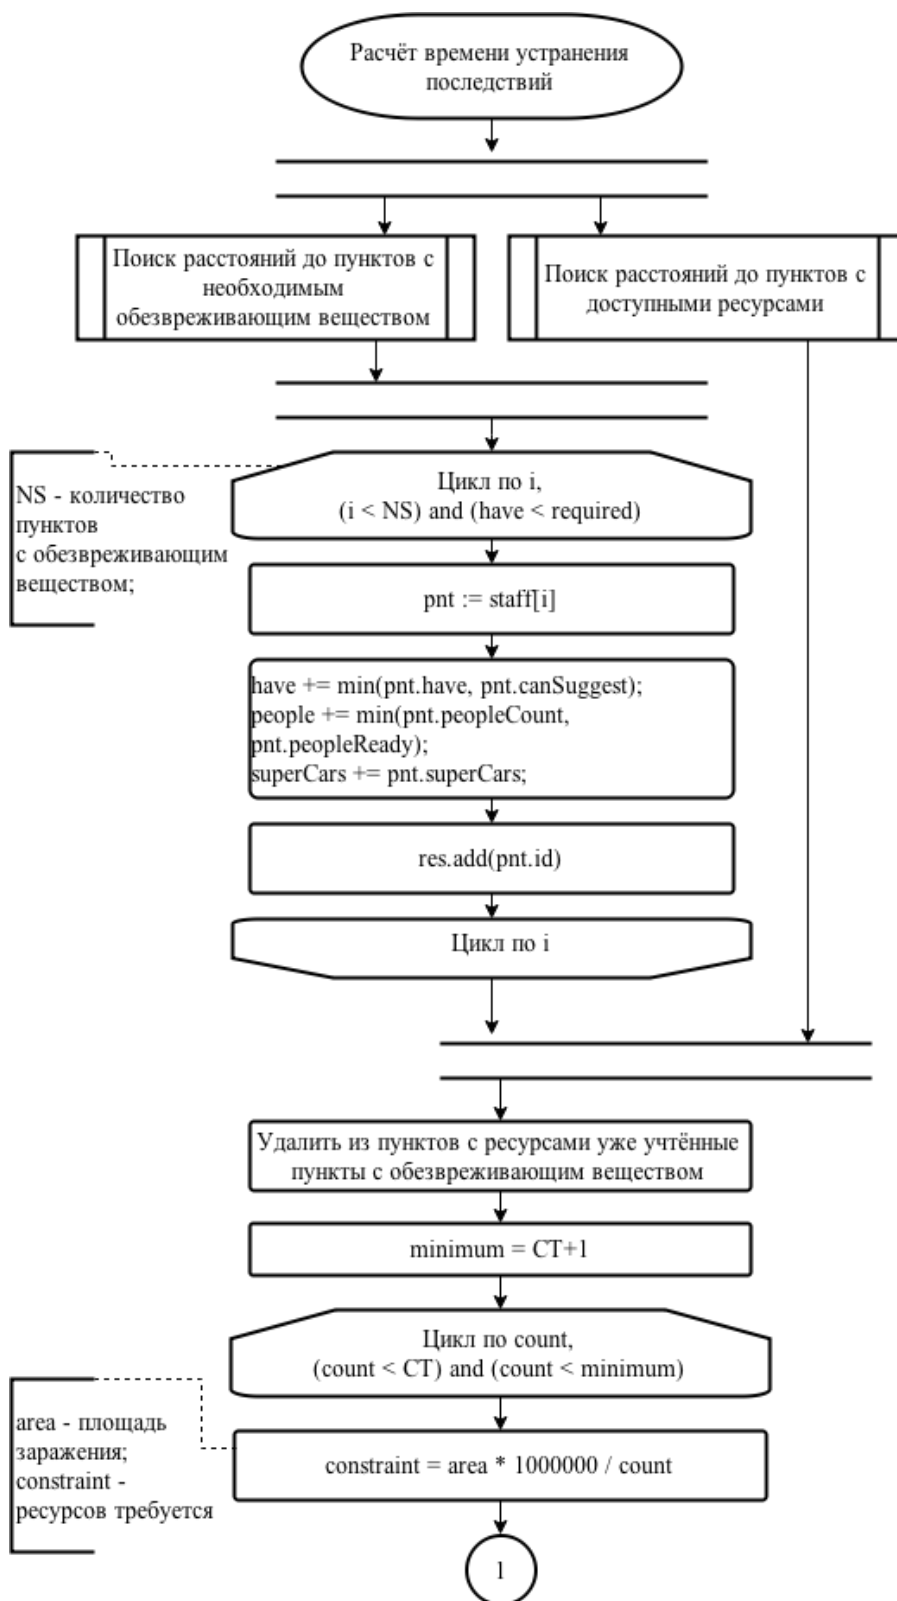 Расчёт времени устранения
последствий
Поиск расстояний до пунктов с
необходимым
обезвреживающим веществом
Поиск расстояний до пунктов с
доступными ресурсами
NS - количество
пунктов
с обезвреживающим
веществом;
Цикл по i,
(i < NS) and (have < required)
pnt := staff[i]
have += min(pnt.have, pnt.canSuggest);
people += min(pnt.peopleCount,
pnt.peopleReady);
superCars += pnt.superCars;
res.add(pnt.id)
Цикл по i
Удалить из пунктов с ресурсами уже учтённые
пункты с обезвреживающим веществом
minimum = CT+1
Цикл по count,
(count < CT) and (count < minimum)
area - площадь
заражения;
constraint -
ресурсов требуется
constraint = area * 1000000 / count
1